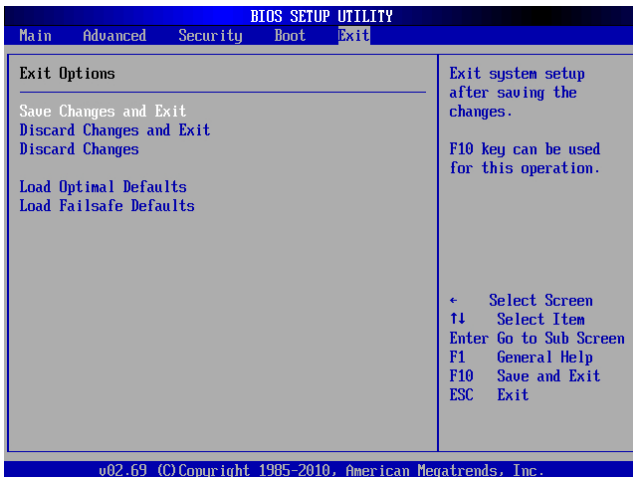 BIOS SETUP UTILITY
Main Advanced Security Boot Exit
Exit Options
Save Changes and Exit
Discard Changes and Exit
Discard Changes
Load Optimal Defaults
Load Failsafe Defaults
Exit system setup
after saving the
changes.
F10 key can be used
for this operation.
← Select Screen
↑↓ Select Item
Enter Go to Sub Screen
F1 General Help
F10 Save and Exit
ESC Exit
v02.69 (C)Copyright 1985-2010, American Megatrends, Inc.